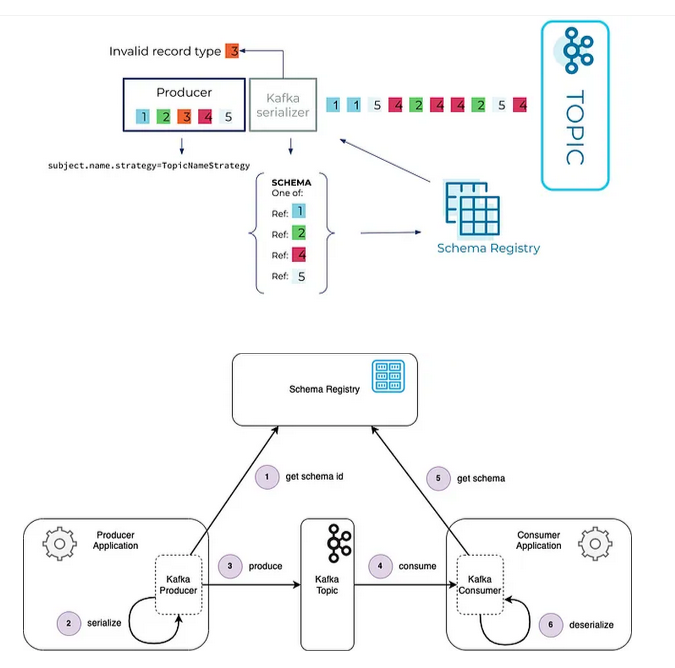 Invalid record type 3
Producer
1 2 3 4 5
Kafka
serializer
1 1 5 4 2 4 4 2 5 4
TOPIC
subject.name.strategy=TopicNameStrategy
SCHEMA
One of:
Ref: 1
Ref: 2
Ref: 4
Ref: 5
Schema Registry
Schema Registry
1 get schema id
5 get schema
Producer
Application
Kafka
Producer
2 serialize
3 produce
Kafka
Topic
4 consume
Consumer
Application
Kafka
Consumer
6 deserialize